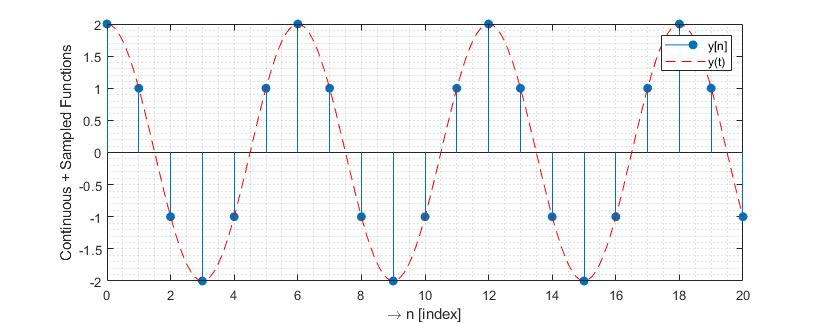 2
1.5
1
0.5
0
-0.5
-1
-1.5
-2
Continuous + Sampled Functions
y[n]
y(t)
0 2 4 6 8 10 12 14 16 18 20
→ n [index]